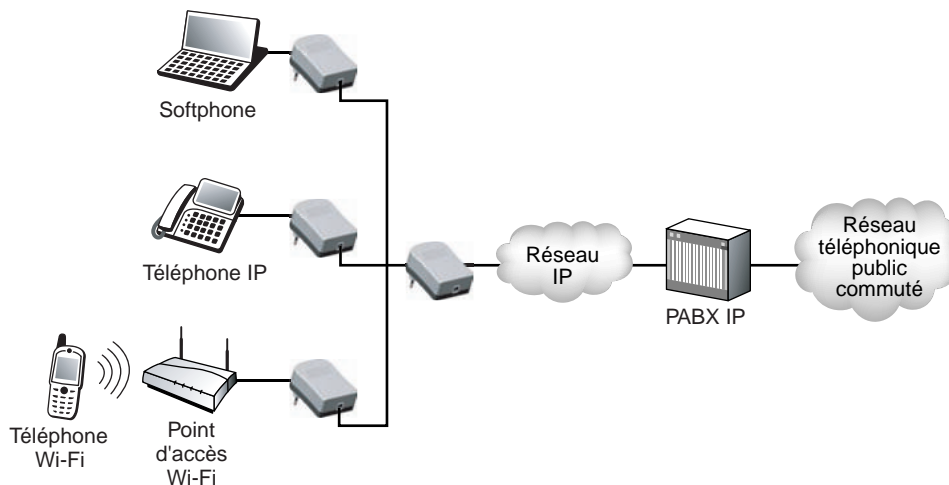 Softphone
Téléphone IP
Réseau
IP
PABX IP
Réseau
téléphonique
public
commuté
Téléphone
Wi-Fi
Point
d'accès
Wi-Fi